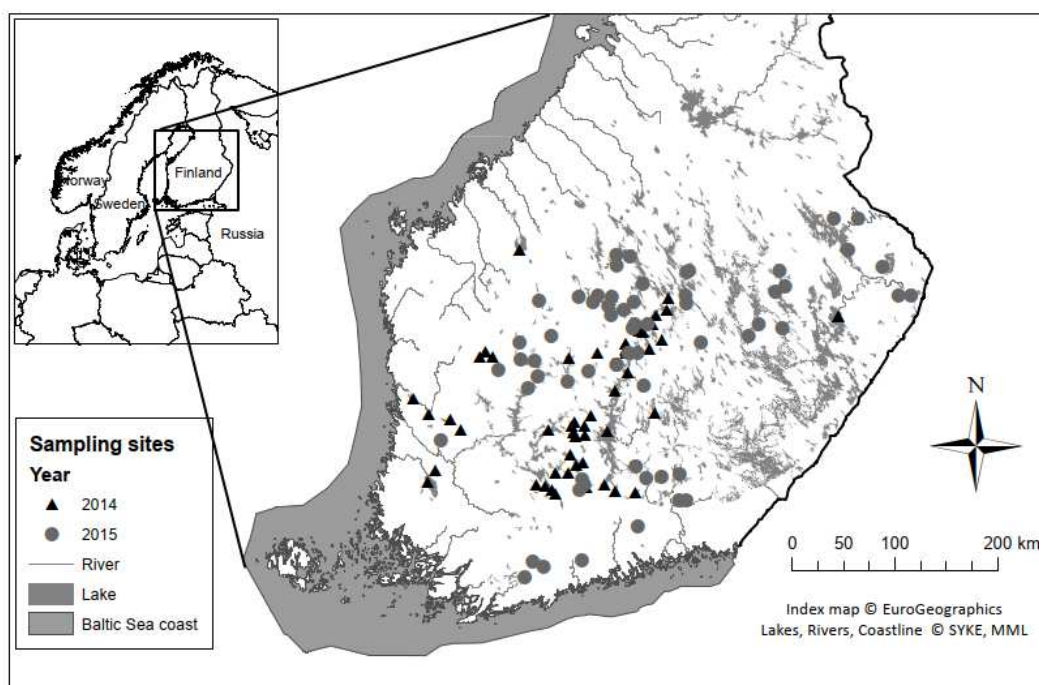 Norway
Sweden
Finland
Russia
Sampling sites
Year
2014
2015
River
Lake
Baltic Sea coast
N
0 50 100 200 km
Index map © EuroGeographics
Lakes, Rivers, Coastline © SYKE, MML